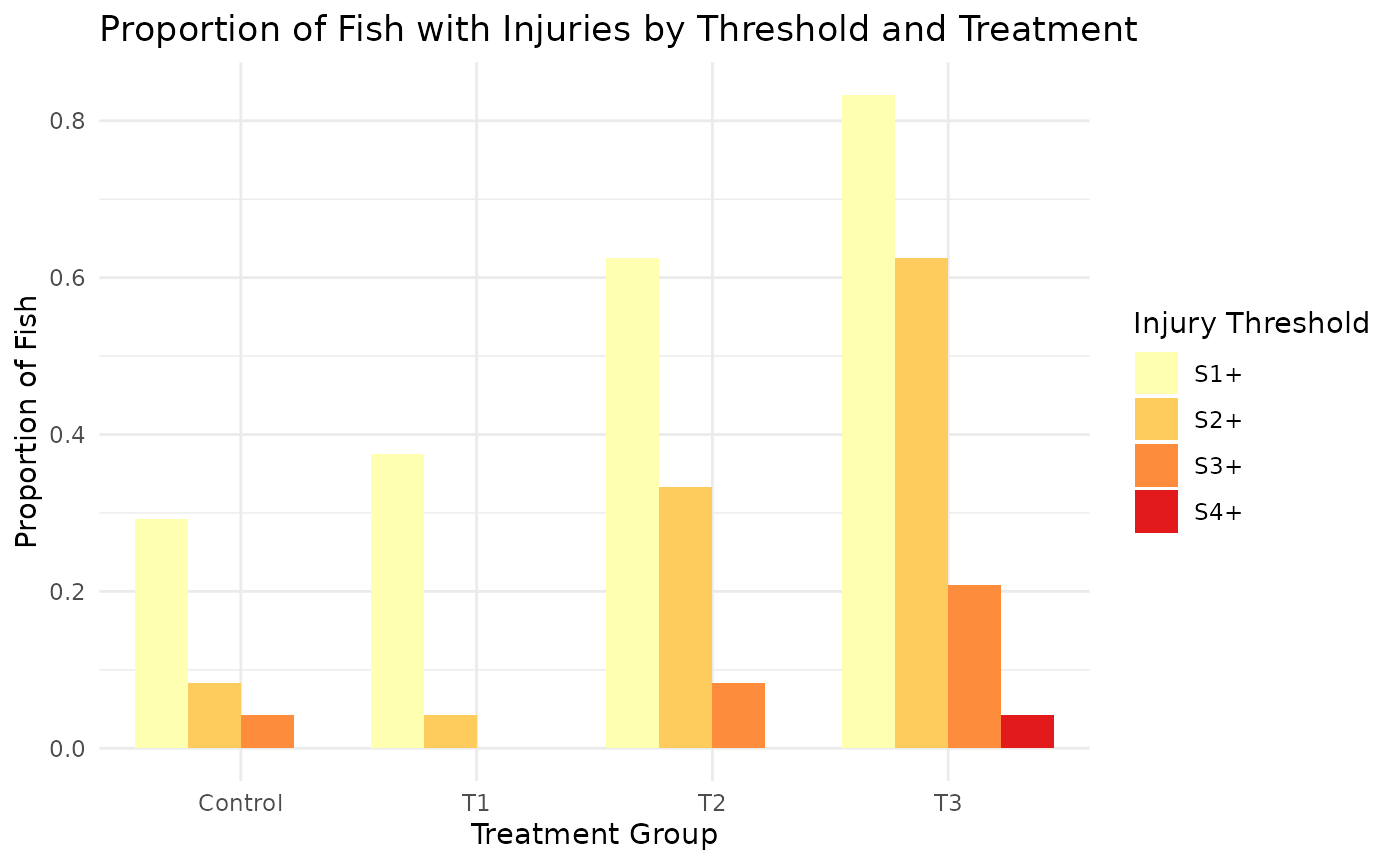 Proportion of Fish with Injuries by Threshold and Treatment
Proportion of Fish
0.8
0.6
0.4
0.2
0.0
Control
T1
T2
T3
Treatment Group
Injury Threshold
S1+
S2+
S3+
S4+